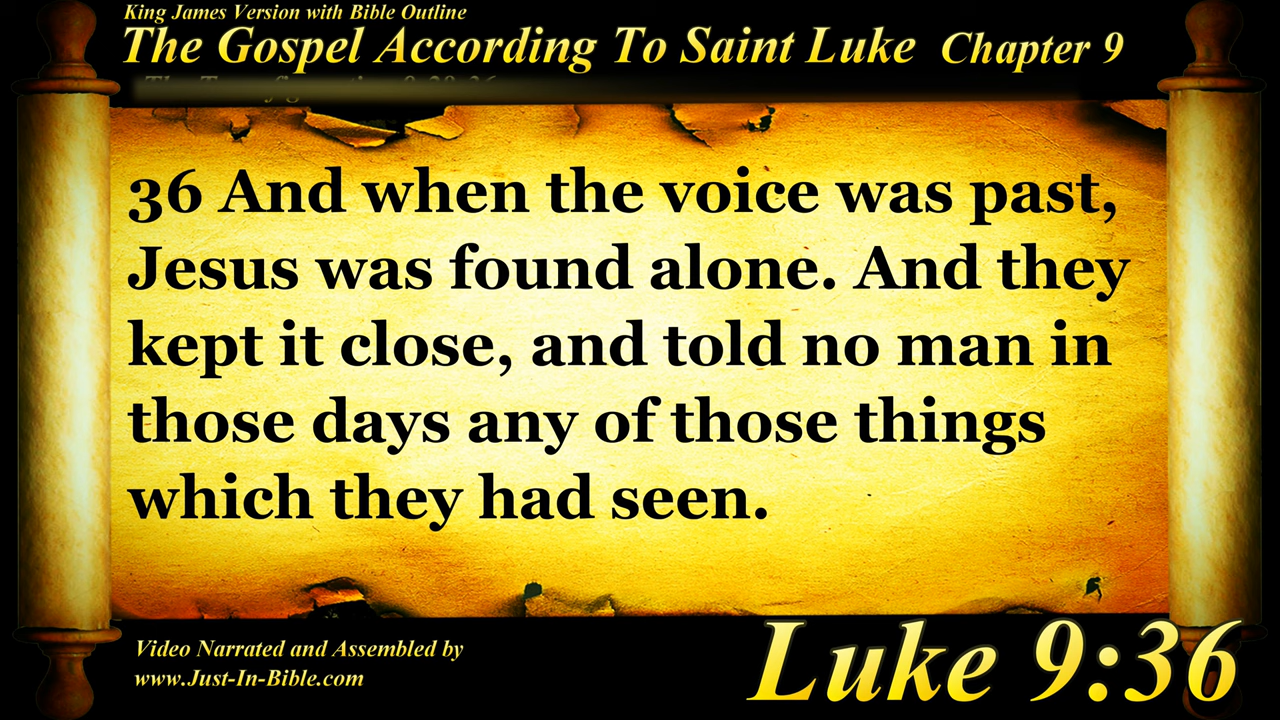 King James Version with Bible Outline
The Gospel According To Saint Luke Chapter 9
36 And when the voice was past,
Jesus was found alone. And they
kept it close, and told no man in
those days any of those things
which they had seen.
Video Narrated and Assembled by
www.Just-In-Bible.com
Luke 9:36